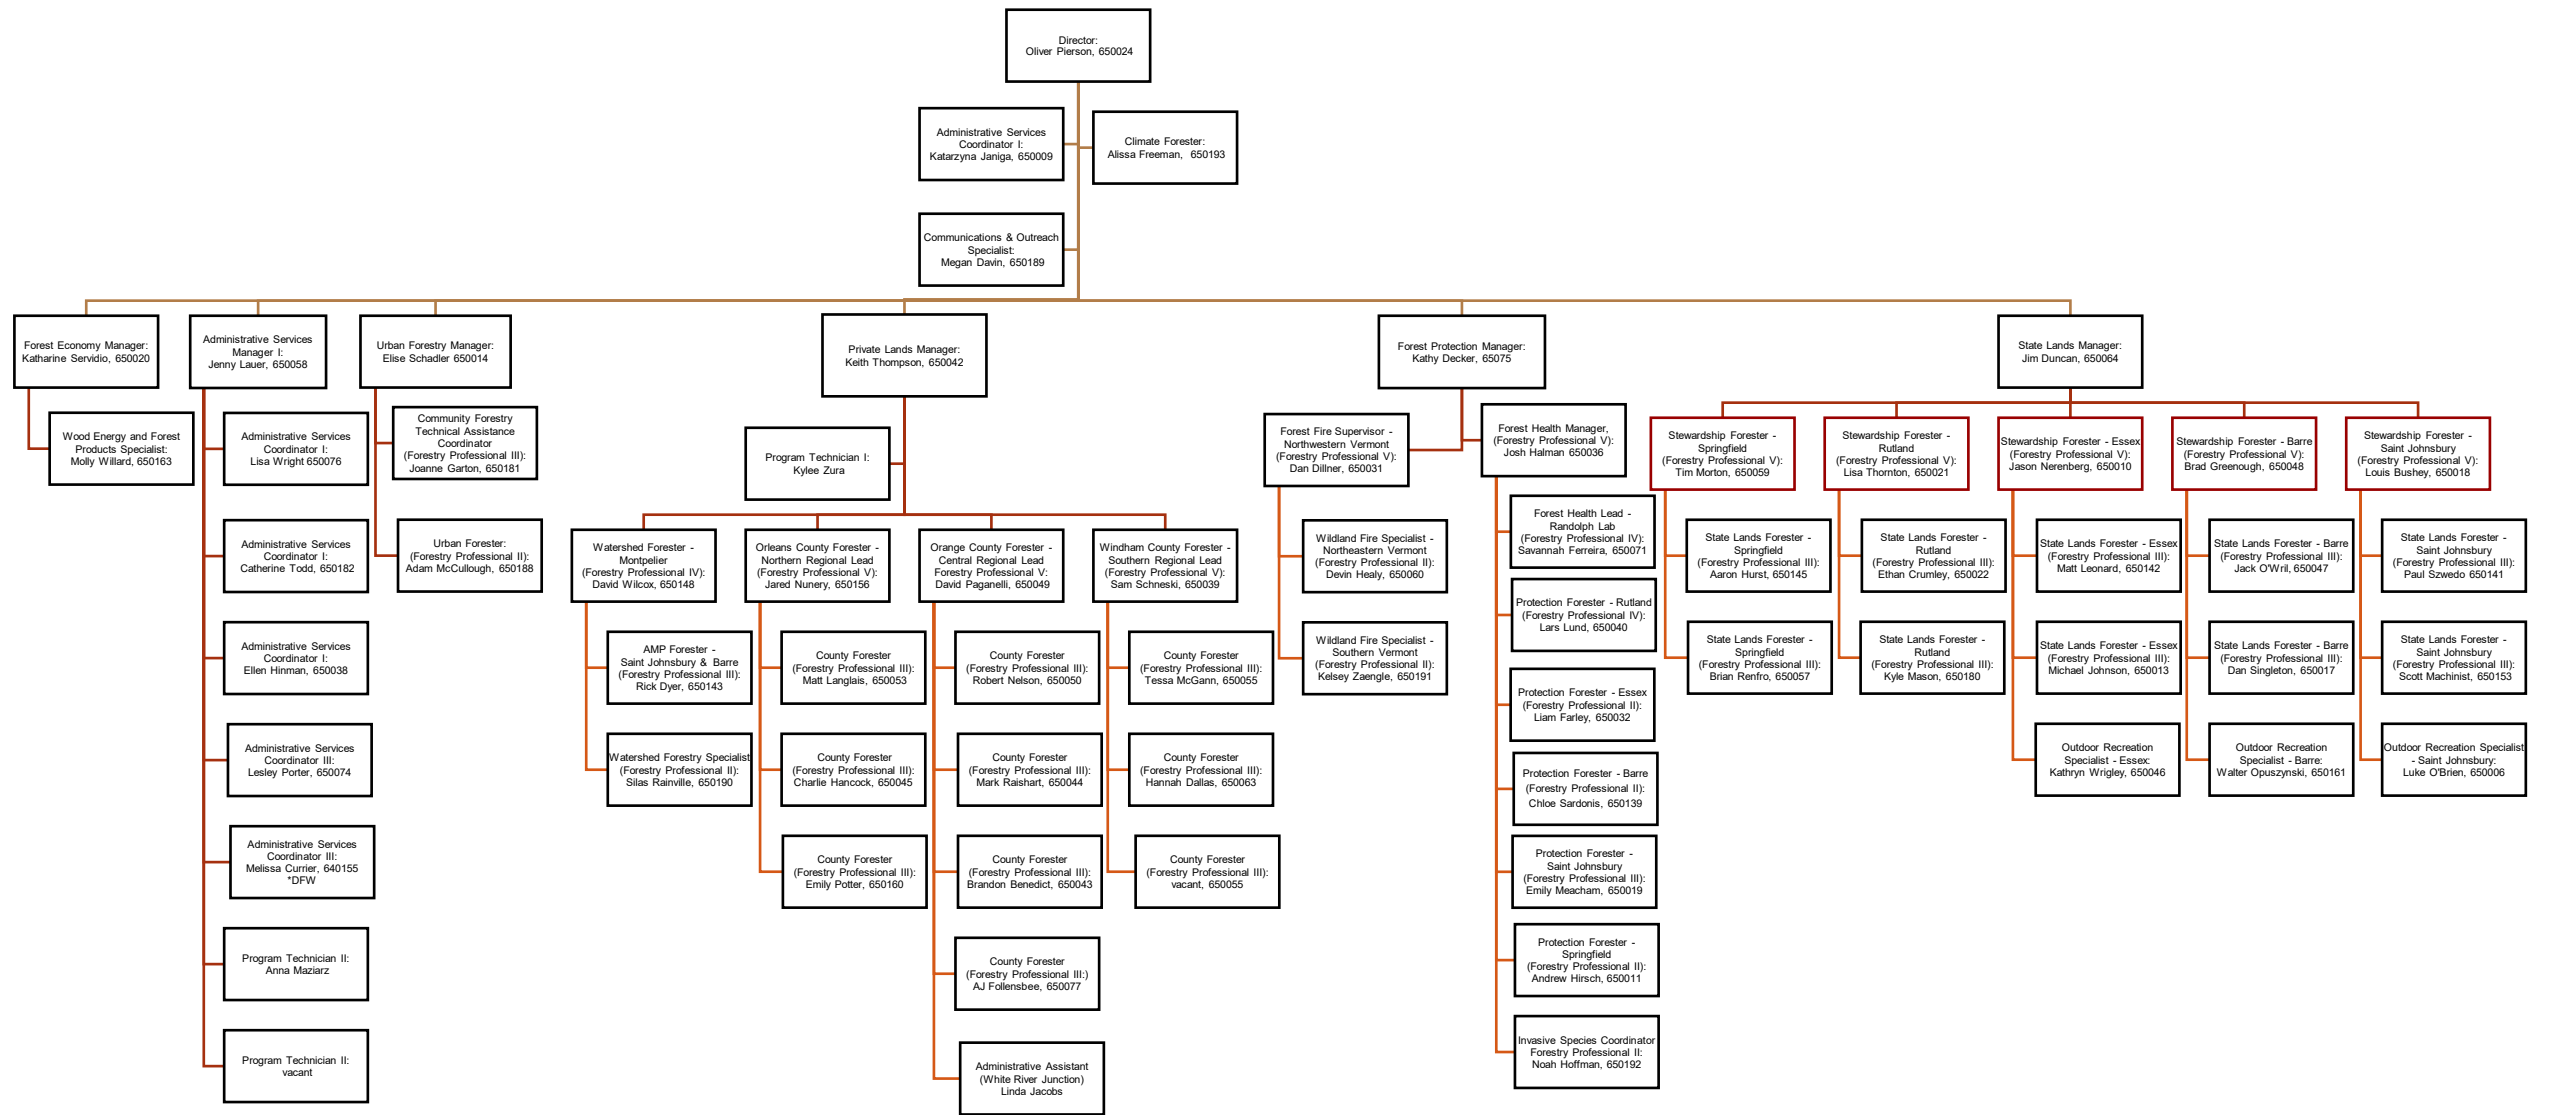 Director:
Oliver Pierson, 650024
Administrative Services
Coordinator I:
Katarzyna Janiga, 650009
Climate Forester:
Alissa Freeman, 650193
Communications & Outreach
Specialist:
Megan Davin, 650189
Forest Economy Manager:
Katharine Servidio, 650020
Wood Energy and Forest
Products Specialist:
Molly Willard, 650163
Administrative Services
Manager I:
Jenny Lauer, 650058
Administrative Services
Coordinator I:
Lisa Wright 650076
Administrative Services
Coordinator I:
Catherine Todd, 650182
Administrative Services
Coordinator I:
Ellen Hinman, 650038
Administrative Services
Coordinator III:
Lesley Porter, 650074
Administrative Services
Coordinator III:
Melissa Currier, 640155
*DFW
Program Technician II:
Anna Maziarz
Program Technician II:
vacant
Urban Forestry Manager:
Elise Schadler 650014
Community Forestry
Technical Assistance
Coordinator
(Forestry Professional III):
Joanne Garton, 650181
Urban Forester:
(Forestry Professional II):
Adam McCullough, 650188
Private Lands Manager:
Keith Thompson, 650042
Program Technician I:
Kylee Zura
Watershed Forester -
Montpelier
(Forestry Professional IV):
David Wilcox, 650148
AMP Forester -
Saint Johnsbury & Barre
(Forestry Professional III):
Rick Dyer, 650143
Watershed Forestry Specialist
(Forestry Professional II):
Silas Rainville, 650190
Orleans County Forester -
Northern Regional Lead
(Forestry Professional V):
Jared Nunery, 650156
County Forester
(Forestry Professional III):
Matt Langlais, 650053
County Forester
(Forestry Professional III):
Charlie Hancock, 650045
County Forester
(Forestry Professional III):
Emily Potter, 650160
Orange County Forester -
Central Regional Lead
Forestry Professional V:
David Paganelli, 650049
County Forester
(Forestry Professional III):
Robert Nelson, 650050
County Forester
(Forestry Professional III):
Mark Raishart, 650044
County Forester
(Forestry Professional III):
Brandon Benedict, 650043
County Forester
(Forestry Professional III:)
AJ Follensbee, 650077
Administrative Assistant
(White River Junction)
Linda Jacobs
Windham County Forester -
Southern Regional Lead
(Forestry Professional V):
Sam Schneski, 650039
County Forester
(Forestry Professional III):
Tessa McGann, 650055
County Forester
(Forestry Professional III):
Hannah Dallas, 650063
County Forester
(Forestry Professional III):
vacant, 650055
Forest Protection Manager:
Kathy Decker, 65075
Forest Fire Supervisor -
Northwestern Vermont
(Forestry Professional V):
Dan Dillner, 650031
Wildland Fire Specialist -
Northeastern Vermont
(Forestry Professional II):
Devin Healy, 650060
Wildland Fire Specialist -
Southern Vermont
(Forestry Professional II):
Kelsey Zaengle, 650191
Forest Health Manager,
(Forestry Professional V):
Josh Halman 650036
Forest Health Lead -
Randolph Lab
(Forestry Professional IV):
Savannah Ferreira, 650071
Protection Forester - Rutland
(Forestry Professional IV):
Lars Lund, 650040
Protection Forester - Essex
(Forestry Professional II):
Liam Farley, 650032
Protection Forester - Barre
(Forestry Professional II):
Chloe Sardonis, 650139
Protection Forester -
Saint Johnsbury
(Forestry Professional III):
Emily Meacham, 650019
Protection Forester -
Springfield
(Forestry Professional II):
Andrew Hirsch, 650011
Invasive Species Coordinator
Forestry Professional II:
Noah Hoffman, 650192
State Lands Manager:
Jim Duncan, 650064
Stewardship Forester -
Springfield
(Forestry Professional V):
Tim Morton, 650059
State Lands Forester -
Springfield
(Forestry Professional III):
Aaron Hurst, 650145
State Lands Forester -
Springfield
(Forestry Professional III):
Brian Renfro, 650057
Stewardship Forester -
Rutland
(Forestry Professional V):
Lisa Thornton, 650021
State Lands Forester -
Rutland
(Forestry Professional III):
Ethan Crumley, 650022
State Lands Forester -
Rutland
(Forestry Professional III):
Kyle Mason, 650180
Stewardship Forester - Essex
(Forestry Professional V):
Jason Nerenberg, 650010
State Lands Forester - Essex
(Forestry Professional III):
Matt Leonard, 650142
State Lands Forester - Essex
(Forestry Professional III):
Michael Johnson, 650013
Outdoor Recreation
Specialist - Essex:
Kathryn Wrigley, 650046
Stewardship Forester - Barre
(Forestry Professional V):
Brad Greenough, 650048
State Lands Forester - Barre
(Forestry Professional III):
Jack O'Wril, 650047
State Lands Forester - Barre
(Forestry Professional III):
Dan Singleton, 650017
Outdoor Recreation
Specialist - Barre:
Walter Opuszynski, 650161
Stewardship Forester -
Saint Johnsbury
(Forestry Professional V):
Louis Bushey, 650018
State Lands Forester -
Saint Johnsbury
(Forestry Professional III):
Paul Szwedo 650141
State Lands Forester -
Saint Johnsbury
(Forestry Professional III):
Scott Machinist, 650153
Outdoor Recreation Specialist
- Saint Johnsbury:
Luke O'Brien, 650006